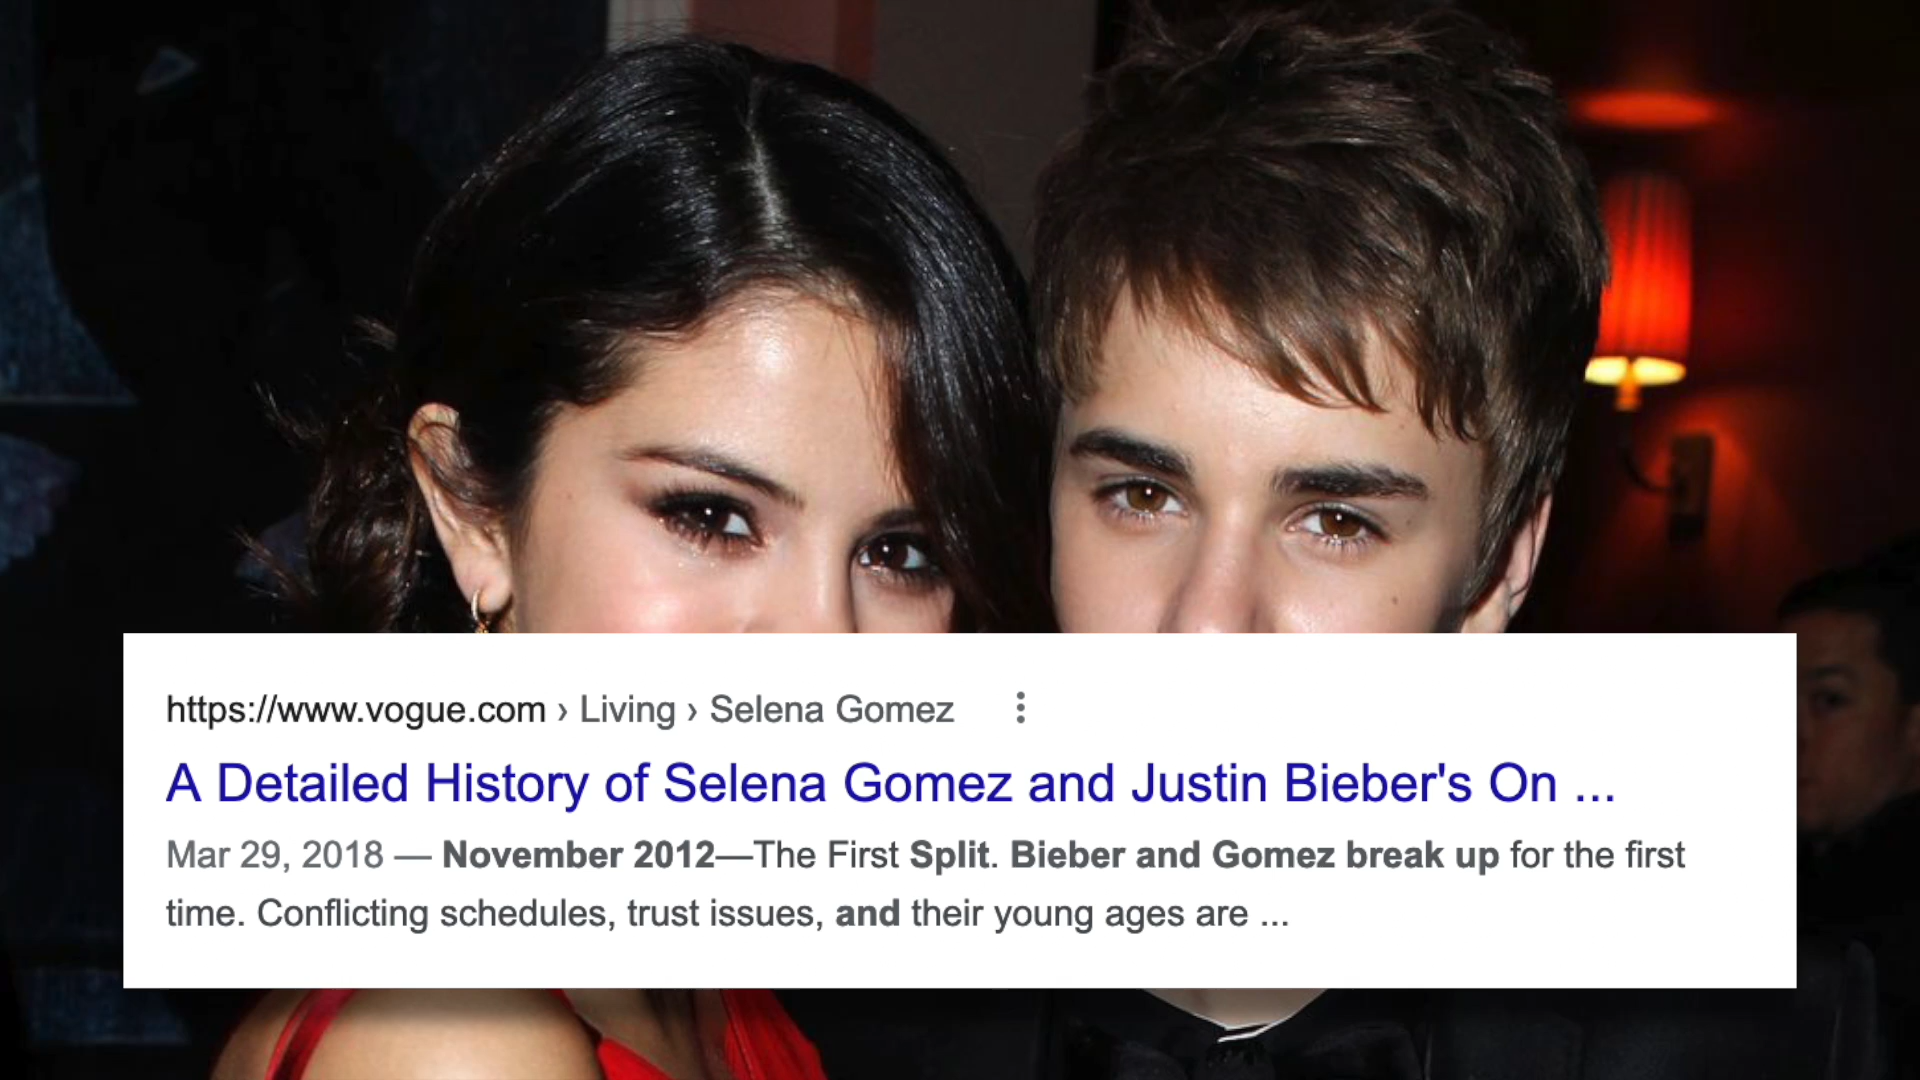 https://www.vogue.com › Living › Selena Gomez
A Detailed History of Selena Gomez and Justin Bieber's On ...
Mar 29, 2018 — November 2012—The First Split. Bieber and Gomez break up for the first
time. Conflicting schedules, trust issues, and their young ages are ...